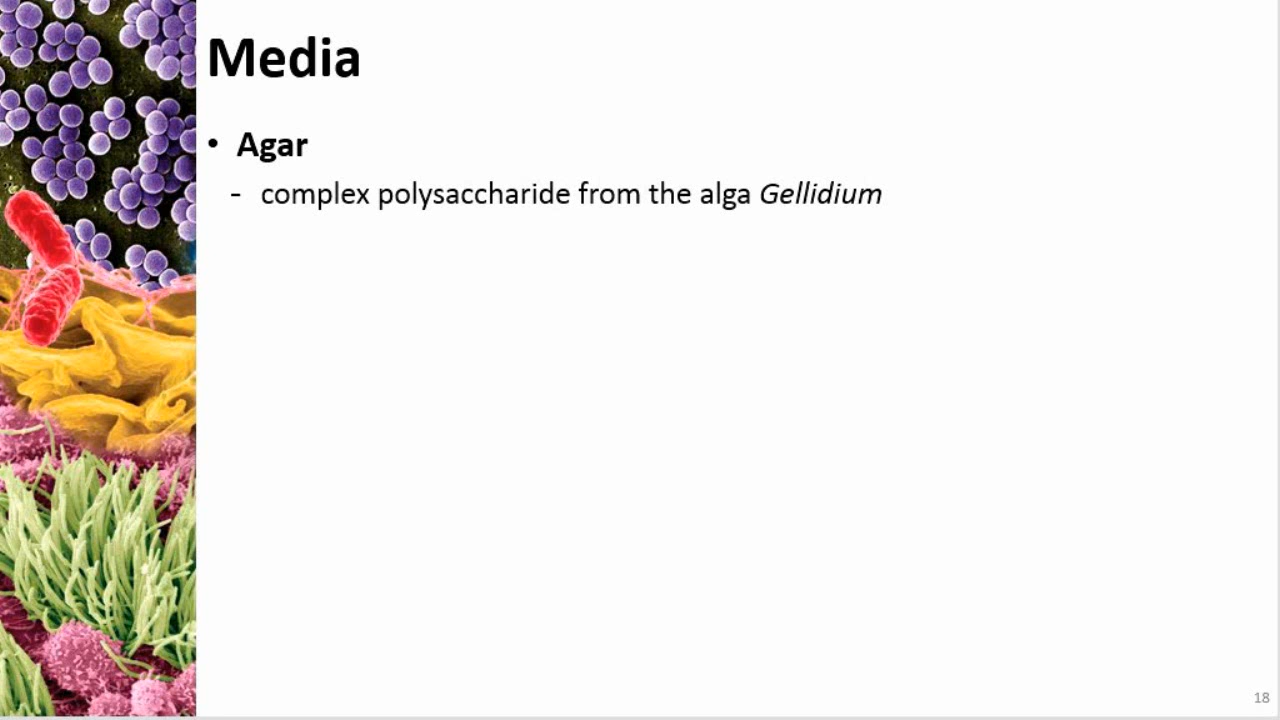 Media
• Agar
- complex polysaccharide from the alga Gellidium
18